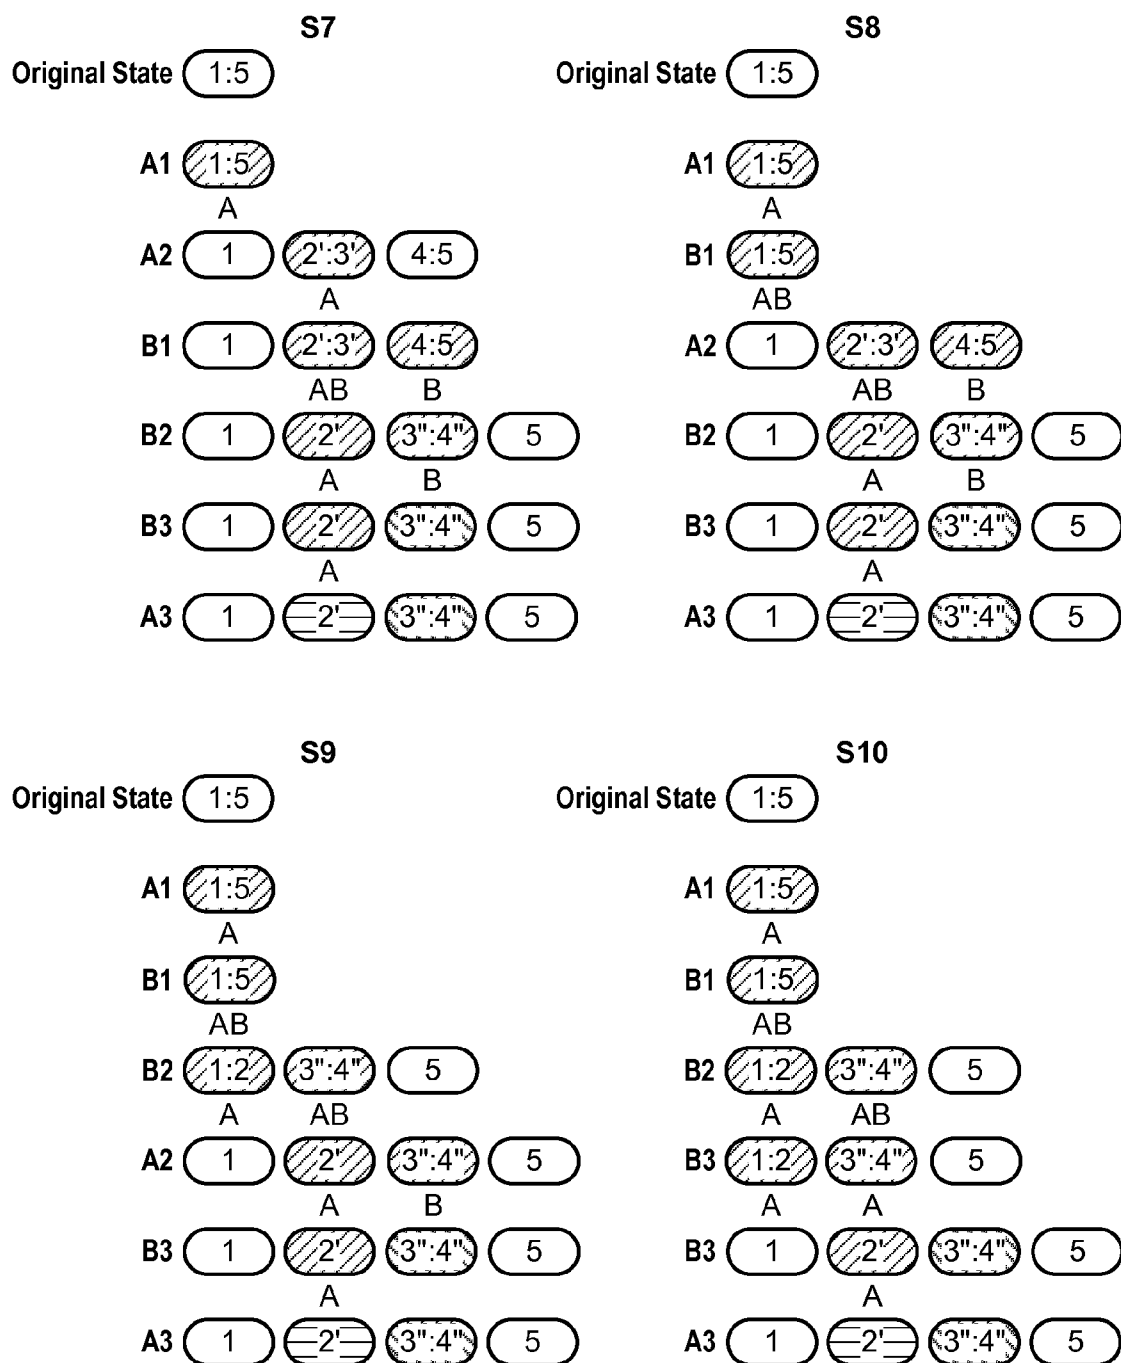 S7
Original State 1:5
A1 1:5
A
A2 1 2':3' 4:5
A
B1 1 2':3' 4:5
AB B
B2 1 2' 3":4" 5
A B
B3 1 2' 3":4" 5
A
A3 1 2' 3":4" 5
S8
Original State 1:5
A1 1:5
A
B1 1:5
AB
A2 1 2':3' 4:5
AB B
B2 1 2' 3":4" 5
A B
B3 1 2' 3":4" 5
A
A3 1 2' 3":4" 5
S9
Original State 1:5
A1 1:5
A
B1 1:5
AB
B2 1:2 3":4" 5
A AB
A2 1 2' 3":4" 5
A B
B3 1 2' 3":4" 5
A
A3 1 2' 3":4" 5
S10
Original State 1:5
A1 1:5
A
B1 1:5
AB
B2 1:2 3":4" 5
A AB
B3 1:2 3":4" 5
A A
B3 1 2' 3":4" 5
A
A3 1 2' 3":4" 5